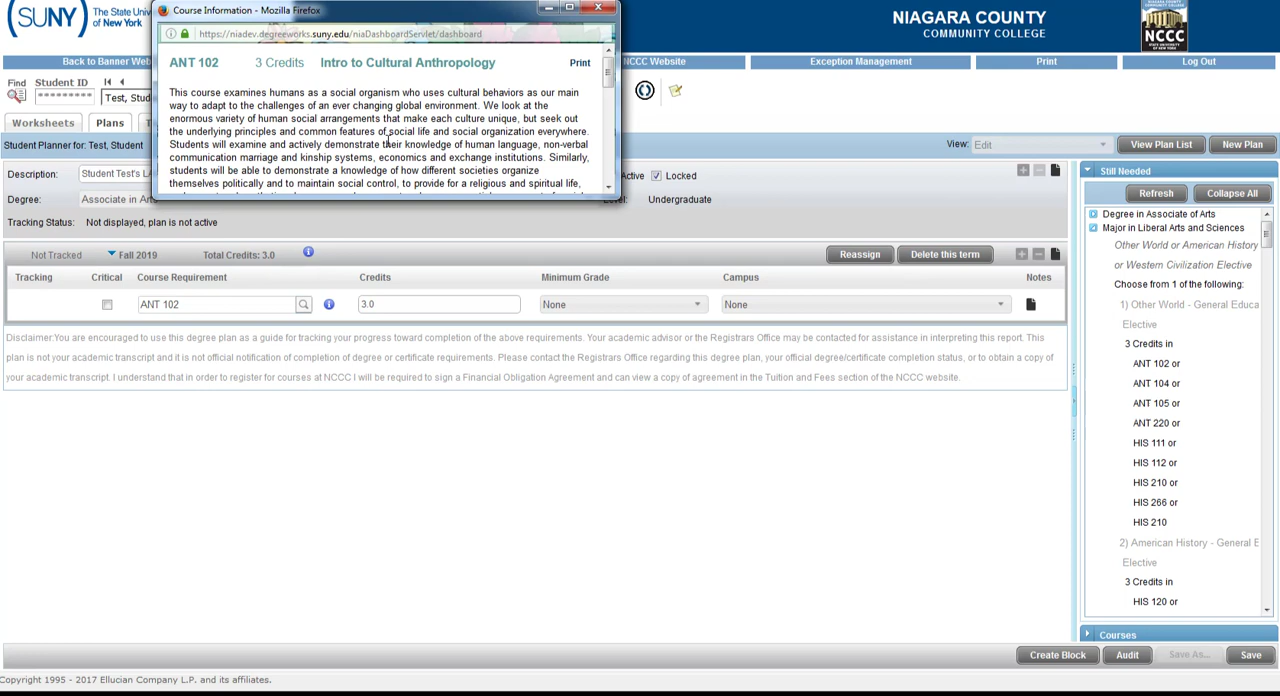 SUNY
The State Univ
of New York
Course Information - Mozilla Firefox
https://niadev.degreeworks.suny.edu/niaDashboardServlet/dashboard
ANT 102 3 Credits Intro to Cultural Anthropology Print
This course examines humans as a social organism who uses cultural behaviors as our main
way to adapt to the challenges of an ever changing global environment. We look at the
enormous variety of human social arrangements that make each culture unique, but seek out
the underlying principles and common features of social life and social organization everywhere.
Students will examine and actively demonstrate their knowledge of human language, non-verbal
communication marriage and kinship systems, economics and exchange institutions. Similarly,
students will be able to demonstrate a knowledge of how different societies organize
themselves politically and to maintain social control, to provide for a religious and spiritual life,
NIAGARA COUNTY
COMMUNITY COLLEGE
NCCC
Back to Banner Web NCCC Website Exception Management Print Log Out
Find Student ID
********* Test, Stud
Worksheets Plans T
Student Planner for: Test, Student View: Edit View Plan List New Plan
Description: Student Test's LA Active Locked
Degree: Associate in Arts Level: Undergraduate
Tracking Status: Not displayed, plan is not active
Not Tracked Fall 2019 Total Credits: 3.0 Reassign Delete this term
Tracking Critical Course Requirement Credits Minimum Grade Campus Notes
ANT 102 3.0 None None
Disclaimer:You are encouraged to use this degree plan as a guide for tracking your progress toward completion of the above requirements. Your academic advisor or the Registrars Office may be contacted for assistance in interpreting this report. This
plan is not your academic transcript and it is not official notification of completion of degree or certificate requirements. Please contact the Registrars Office regarding this degree plan, your official degree/certificate completion status, or to obtain a copy of
your academic transcript. I understand that in order to register for courses at NCCC I will be required to sign a Financial Obligation Agreement and can view a copy of agreement in the Tuition and Fees section of the NCCC website.
Still Needed
Refresh Collapse All
Degree in Associate of Arts
Major in Liberal Arts and Sciences
Other World or American History
or Western Civilization Elective
Choose from 1 of the following:
1) Other World - General Educa
Elective
3 Credits in
ANT 102 or
ANT 104 or
ANT 105 or
ANT 220 or
HIS 111 or
HIS 112 or
HIS 210 or
HIS 266 or
HIS 210
2) American History - General E
Elective
3 Credits in
HIS 120 or
Courses
Create Block Audit Save As... Save
Copyright 1995 - 2017 Ellucian Company L.P. and its affiliates.